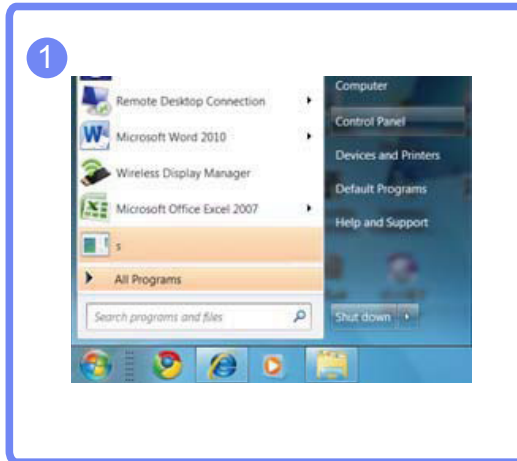 1
Remote Desktop Connection
Microsoft Word 2010
Wireless Display Manager
Microsoft Office Excel 2007
s
All Programs
Search programs and files
Computer
Control Panel
Devices and Printers
Default Programs
Help and Support
Shut down